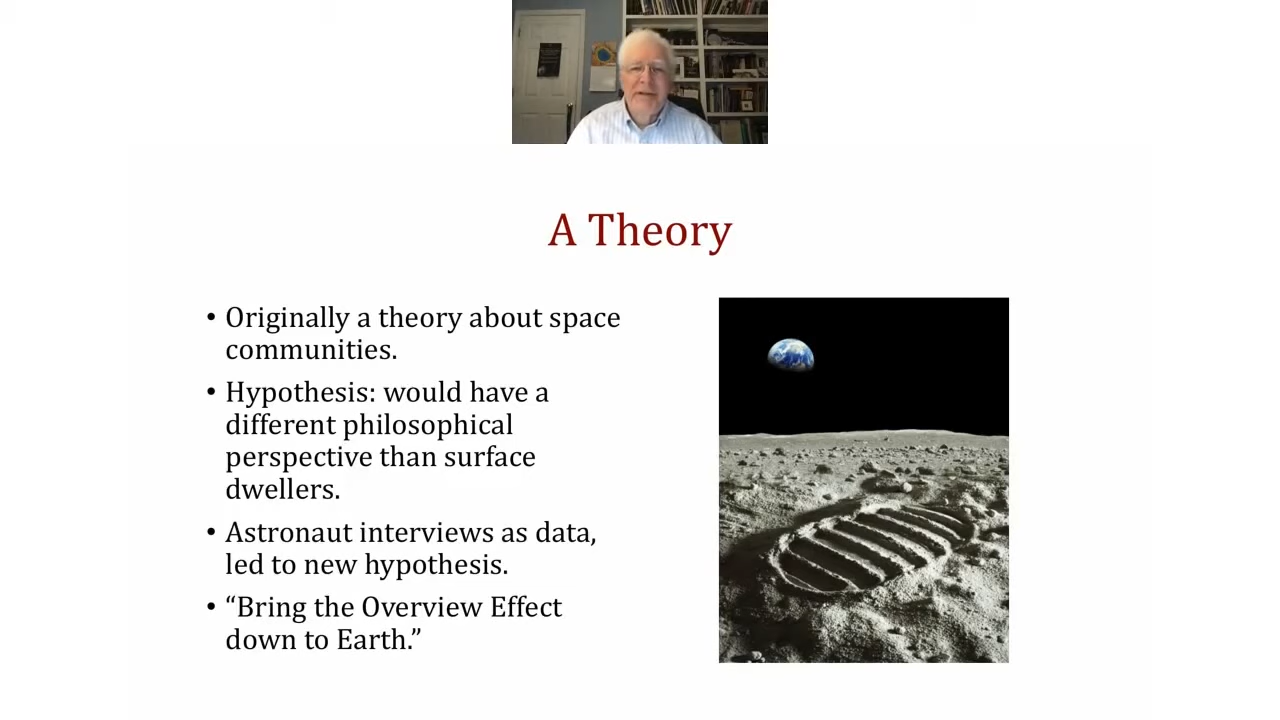 A Theory
• Originally a theory about space
communities.
• Hypothesis: would have a
different philosophical
perspective than surface
dwellers.
• Astronaut interviews as data,
led to new hypothesis.
• “Bring the Overview Effect
down to Earth.”